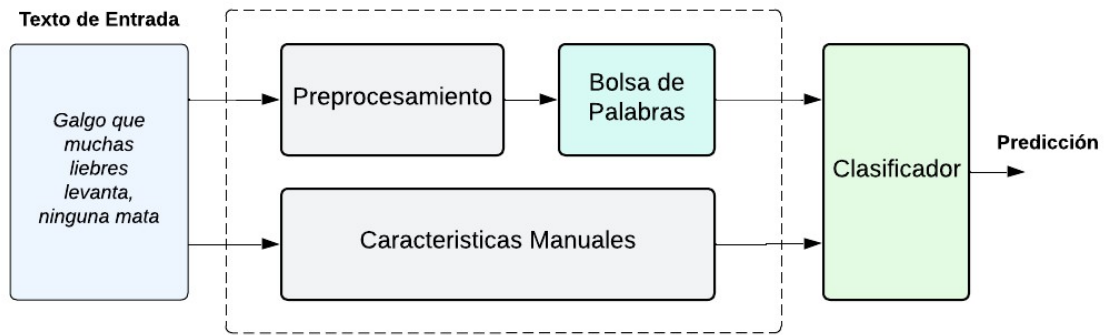 Texto de Entrada
Galgo que
muchas
liebres
levanta,
ninguna mata
Preprocesamiento
Bolsa de
Palabras
Caracteristicas Manuales
Clasificador
Predicción